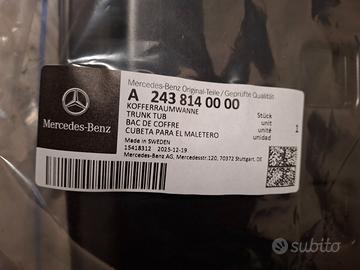 Mercedes-Benz Original-Teile / Geprüfte Qualität
A 243 814 00 00
KOFFERRAUMWANNE
TRUNK TUB
BAC DE COFFRE
CUBETA PARA EL MALETERO
Stück
unit
unité
unidad
1
Mercedes-Benz
Made in SWEDEN
15418312 2025-12-19
Mercedes-Benz AG, Mercedesstr.120, 70372 Stuttgart, DE
subito